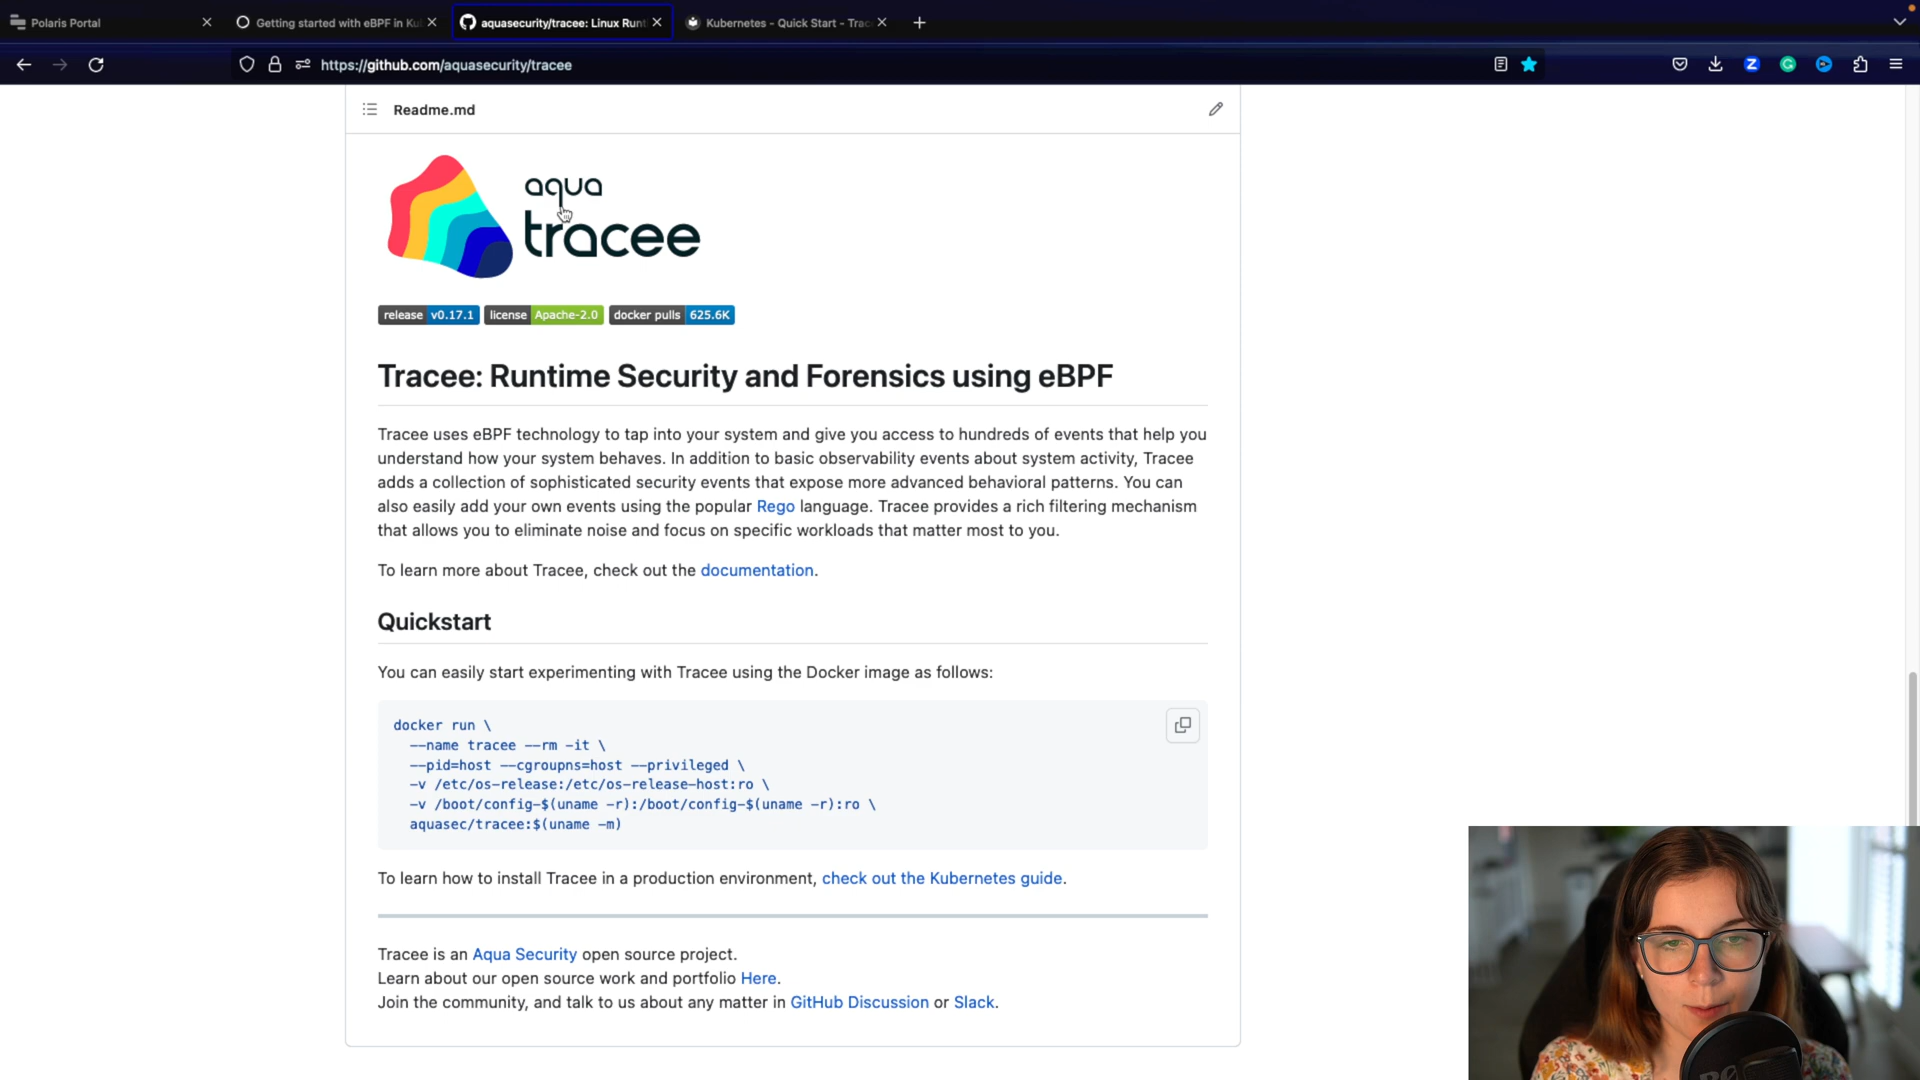 Polaris Portal
Getting started with eBPF in Ku
aquasecurity/tracee: Linux Runt
Kubernetes - Quick Start - Trac
https://github.com/aquasecurity/tracee
Readme.md
aqua
tracee
release v0.17.1 license Apache-2.0 docker pulls 625.6K
Tracee: Runtime Security and Forensics using eBPF
Tracee uses eBPF technology to tap into your system and give you access to hundreds of events that help you
understand how your system behaves. In addition to basic observability events about system activity, Tracee
adds a collection of sophisticated security events that expose more advanced behavioral patterns. You can
also easily add your own events using the popular Rego language. Tracee provides a rich filtering mechanism
that allows you to eliminate noise and focus on specific workloads that matter most to you.
To learn more about Tracee, check out the documentation.
Quickstart
You can easily start experimenting with Tracee using the Docker image as follows:
docker run \
--name tracee --rm -it \
--pid=host --cgroupns=host --privileged \
-v /etc/os-release:/etc/os-release-host:ro \
-v /boot/config-$(uname -r):/boot/config-$(uname -r):ro \
aquasec/tracee:$(uname -m)
To learn how to install Tracee in a production environment, check out the Kubernetes guide.
Tracee is an Aqua Security open source project.
Learn about our open source work and portfolio Here.
Join the community, and talk to us about any matter in GitHub Discussion or Slack.